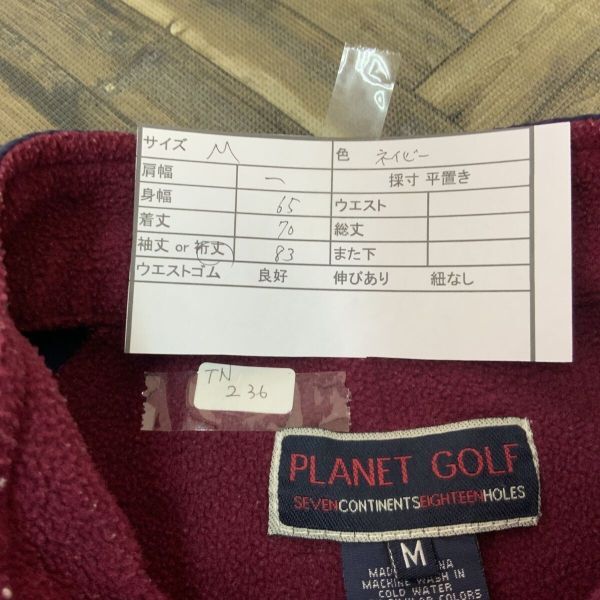 サイズ M 色 ネイビー
肩幅 ー 採寸 平置き
身幅 65 ウエスト
着丈 70 総丈
袖丈 or 裄丈 83 また下
ウエストゴム 良好 伸びあり 紐なし
TN
236
PLANET GOLF
SEVENCONTINENTSEIGHTEENHOLES
M
MACHINE WASH IN
COLD WATER
COLORS